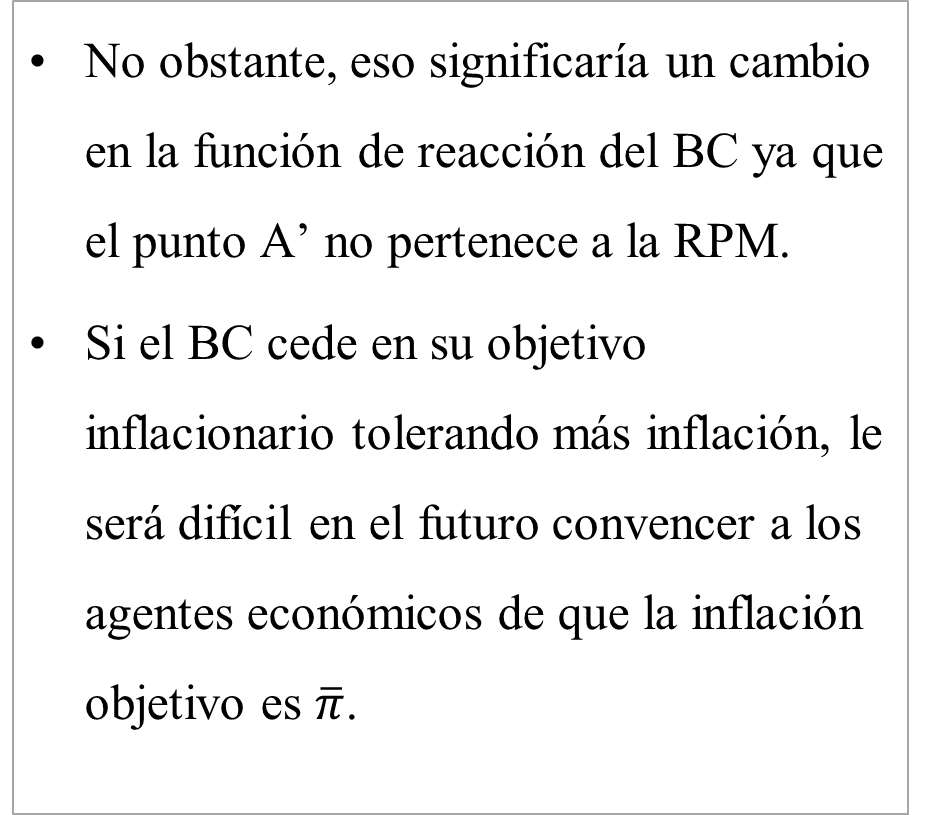 • No obstante, eso significaría un cambio
en la función de reacción del BC ya que
el punto A’ no pertenece a la RPM.
• Si el BC cede en su objetivo
inflacionario tolerando más inflación, le
será difícil en el futuro convencer a los
agentes económicos de que la inflación
objetivo es π̅.